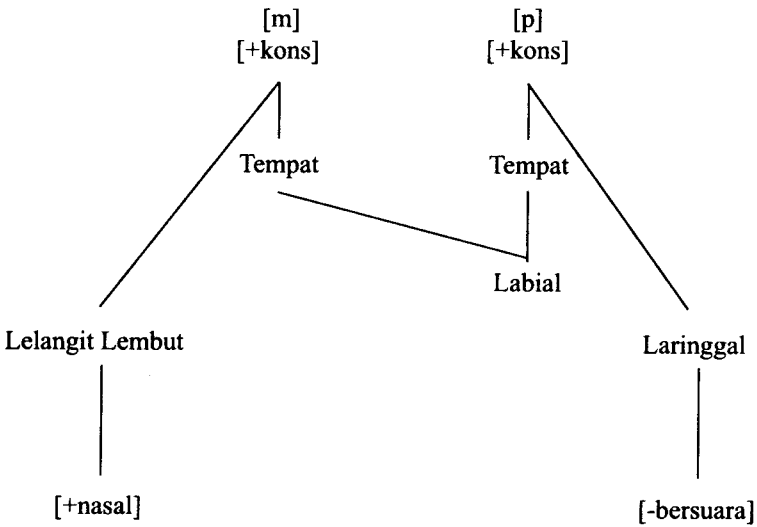 [m] [p]
[+kons] [+kons]
Tempat Tempat
Labial
Lelangit Lembut Laringgal
[+nasal] [-bersuara]